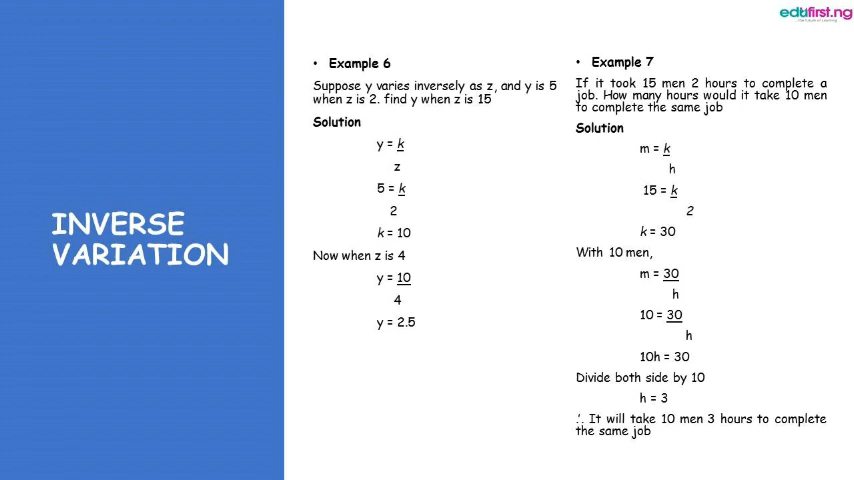 edufirst.ng
INVERSE
VARIATION
• Example 6
Suppose y varies inversely as z, and y is 5
when z is 2. find y when z is 15
Solution
y = k
z
5 = k
2
k = 10
Now when z is 4
y = 10
4
y = 2.5
• Example 7
If it took 15 men 2 hours to complete a
job. How many hours would it take 10 men
to complete the same job
Solution
m = k
h
15 = k
2
k = 30
With 10 men,
m = 30
h
10 = 30
h
10h = 30
Divide both side by 10
h = 3
.’. It will take 10 men 3 hours to complete
the same job